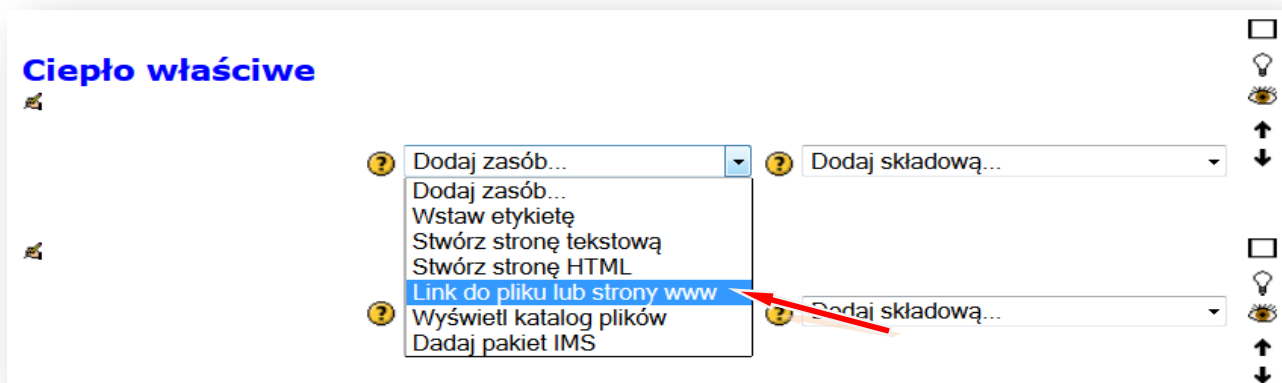 Ciepło właściwe
Dodaj zasób... Dodaj składową...
Dodaj zasób...
Wstaw etykietę
Stwórz stronę tekstową
Stwórz stronę HTML
Link do pliku lub strony www
Wyświetl katalog plików Dodaj składową...
Dadaj pakiet IMS